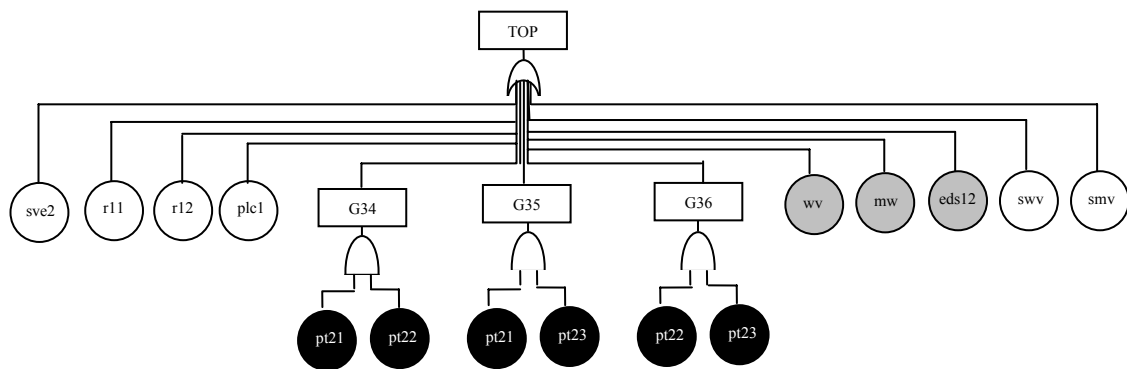 TOP
G34
G35
G36
sve2
r11
r12
plc1
wv
mw
eds12
swv
smv
pt21
pt22
pt21
pt23
pt22
pt23